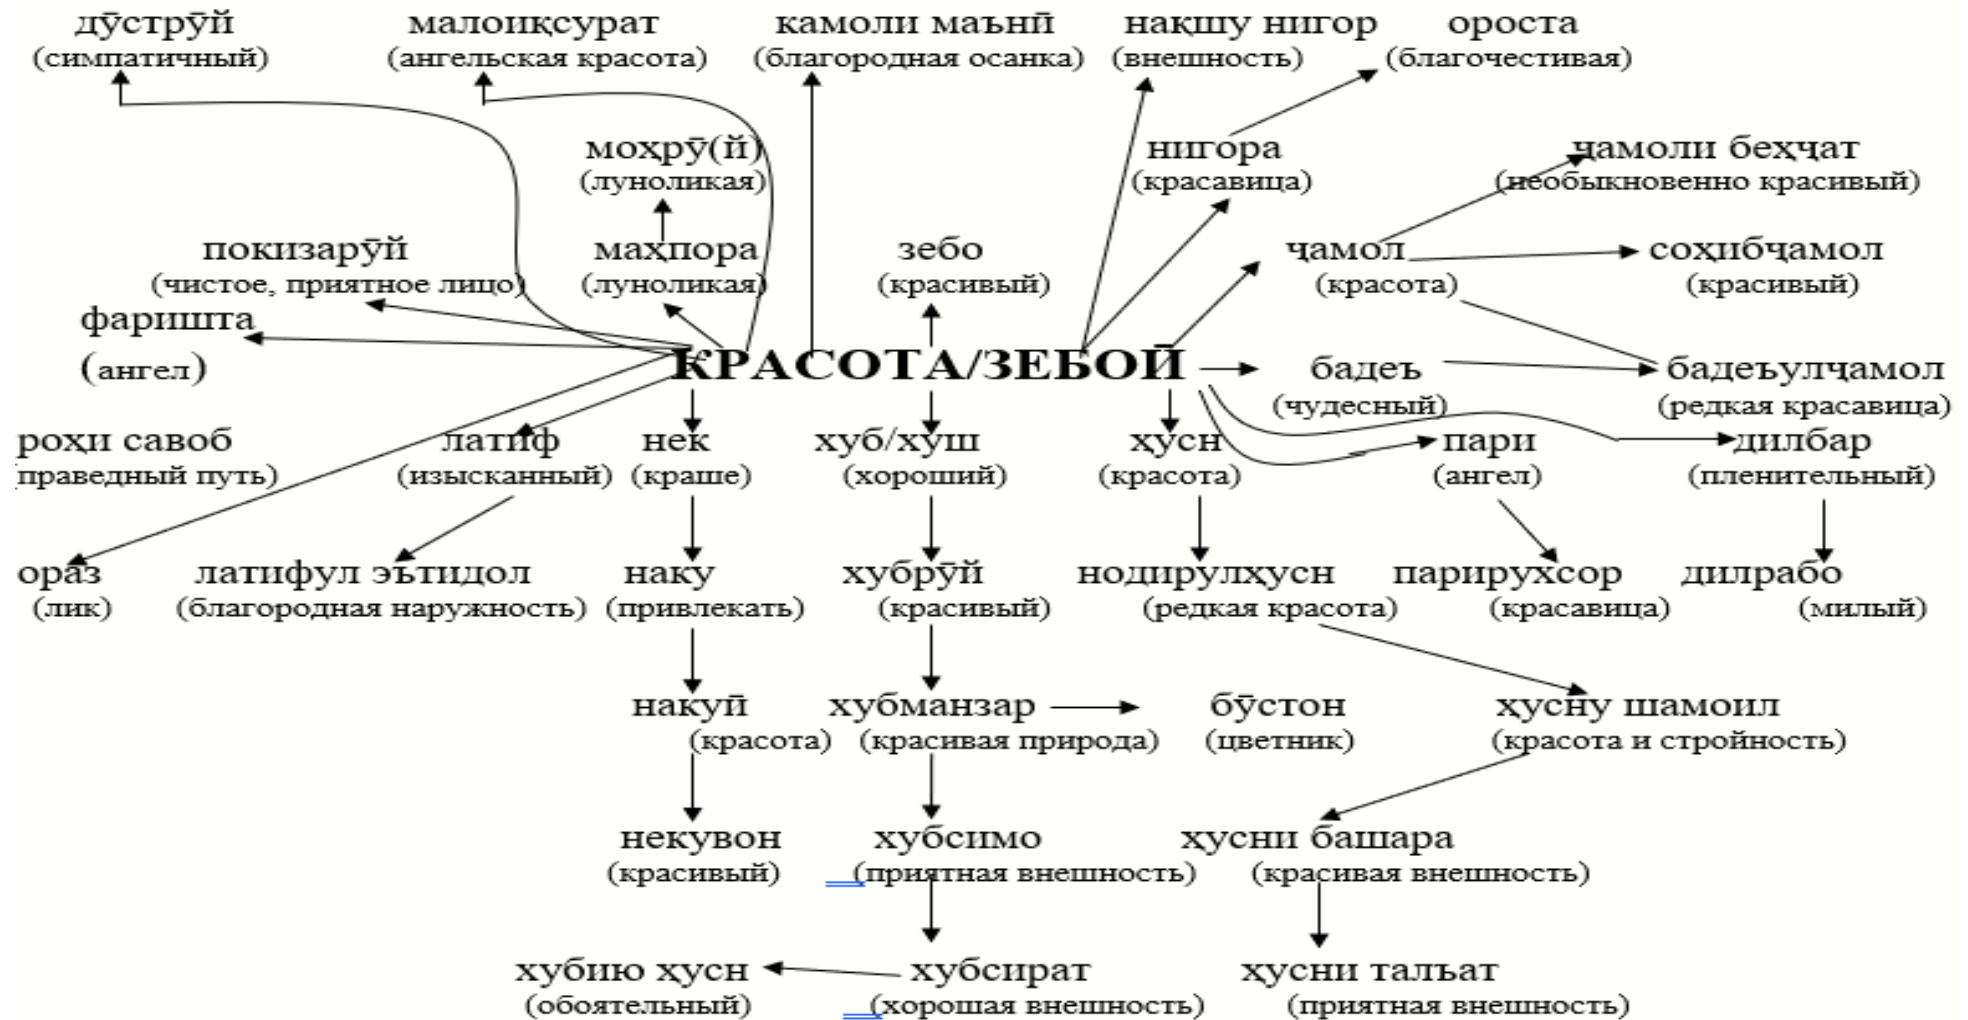 дӯстрӯй малоиқсурат камоли маънӣ нақшу нигор ороста
(симпатичный) (ангельская красота) (благородная осанка) (внешность) (благочестивая)
моҳрӯ(й) нигора ҷамоли беҳҷат
(луноликая) (красавица) (необыкновенно красивый)
покизарӯй маҳпора зебо ҷамол соҳибҷамол
(чистое, приятное лицо) (луноликая) (красивый) (красота) (красивый)
фаришта
(ангел) КРАСОТА/ЗЕБОӢ бадеъ бадеъулҷамол
(чудесный) (редкая красавица)
роҳи савоб латиф нек хуб/хуш ҳусн пари дилбар
(праведный путь) (изысканный) (краше) (хороший) (красота) (ангел) (пленительный)
ораз латифул эътидол наку хубрӯй нодирулҳусн парирухсор дилрабо
(лик) (благородная наружность) (привлекать) (красивый) (редкая красота) (красавица) (милый)
накуӣ хубманзар бӯстон ҳусну шамоил
(красота) (красивая природа) (цветник) (красота и стройность)
некувон хубсимо ҳусни башара
(красивый) (приятная внешность) (красивая внешность)
хубию ҳусн хубсират ҳусни талъат
(обоятельный) (хорошая внешность) (приятная внешность)